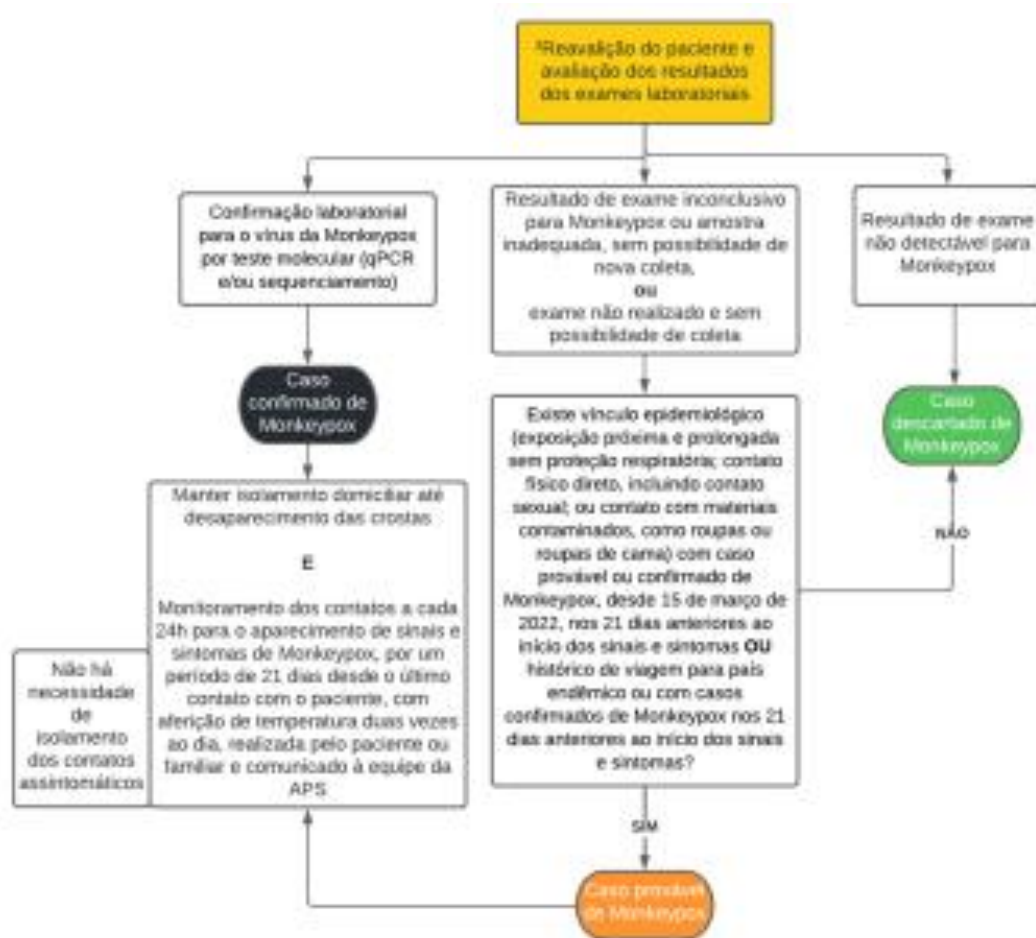 ³Reavalição do paciente e
avaliação dos resultados
dos exames laboratoriais
Confirmação laboratorial
para o vírus da Monkeypox
por teste molecular (qPCR
e/ou sequenciamento)
Resultado de exame inconclusivo
para Monkeypox ou amostra
inadequada, sem possibilidade de
nova coleta,
ou
exame não realizado e sem
possibilidade de coleta
Resultado de exame
não detectável para
Monkeypox
Caso
confirmado de
Monkeypox
Caso
descartado de
Monkeypox
Existe vínculo epidemiológico
(exposição próxima e prolongada
sem proteção respiratória; contato
físico direto, incluindo contato
sexual; ou contato com materiais
contaminados, como roupas ou
roupas de cama) com caso
provável ou confirmado de
Monkeypox, desde 15 de março de
2022, nos 21 dias anteriores ao
início dos sinais e sintomas OU
histórico de viagem para país
endêmico ou com casos
confirmados de Monkeypox nos 21
dias anteriores ao início dos sinais
e sintomas?
NÃO
Manter isolamento domiciliar até
desaparecimento das crostas
E
Monitoramento dos contatos a cada
24h para o aparecimento de sinais e
sintomas de Monkeypox, por um
período de 21 dias desde o último
contato com o paciente, com
aferição de temperatura duas vezes
ao dia, realizada pelo paciente ou
familiar e comunicado à equipe da
APS
Não há
necessidade
de
isolamento
dos contatos
assintomáticos
SIM
Caso provável
de Monkeypox